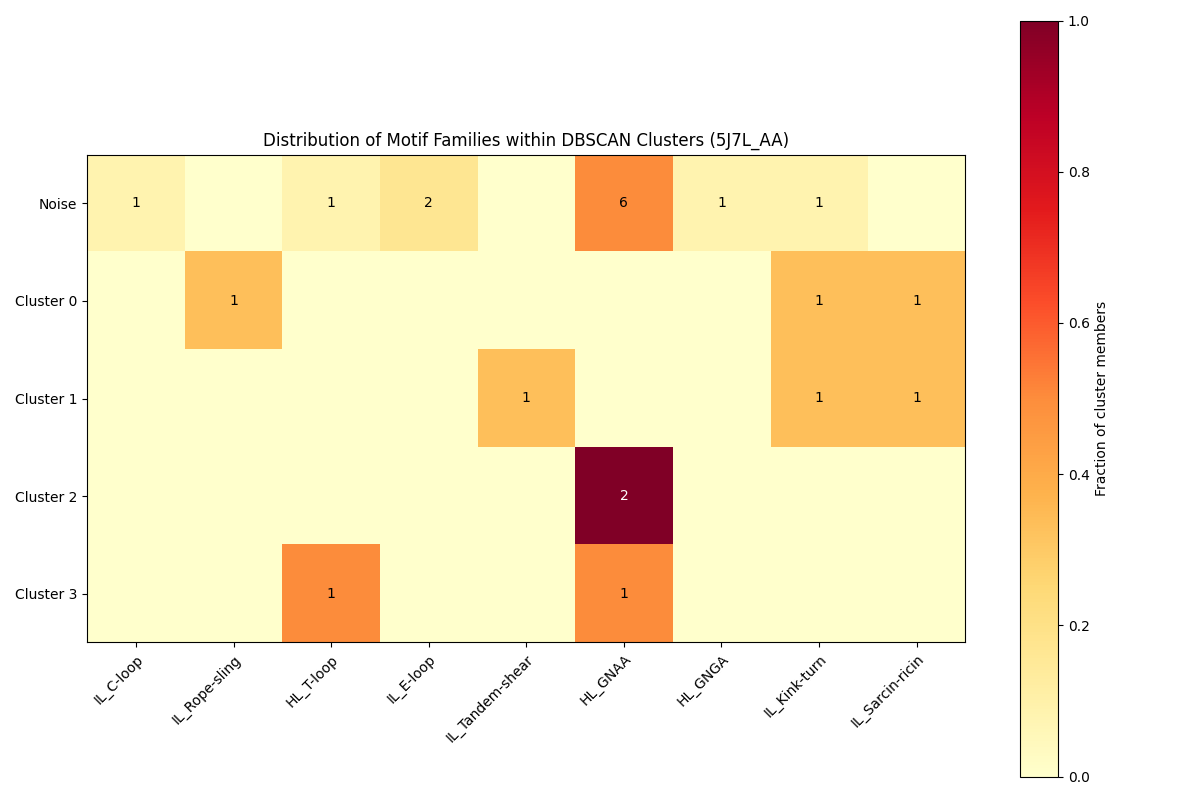 Distribution of Motif Families within DBSCAN Clusters (5J7L_AA)
Noise 1 1 2 6 1 1
Cluster 0 1 1 1
Cluster 1 1 1 1
Cluster 2 2
Cluster 3 1 1
IL_C-loop
IL_Rope-sling
HL_T-loop
IL_E-loop
IL_Tandem-shear
HL_GNAA
HL_GNGA
IL_Kink-turn
IL_Sarcin-ricin
1.0
0.8
0.6
0.4
0.2
0.0
Fraction of cluster members